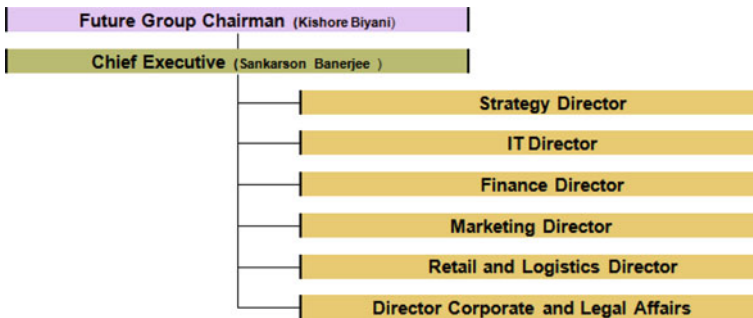 Future Group Chairman (Kishore Biyani)
Chief Executive (Sankarson Banerjee )
Strategy Director
IT Director
Finance Director
Marketing Director
Retail and Logistics Director
Director Corporate and Legal Affairs